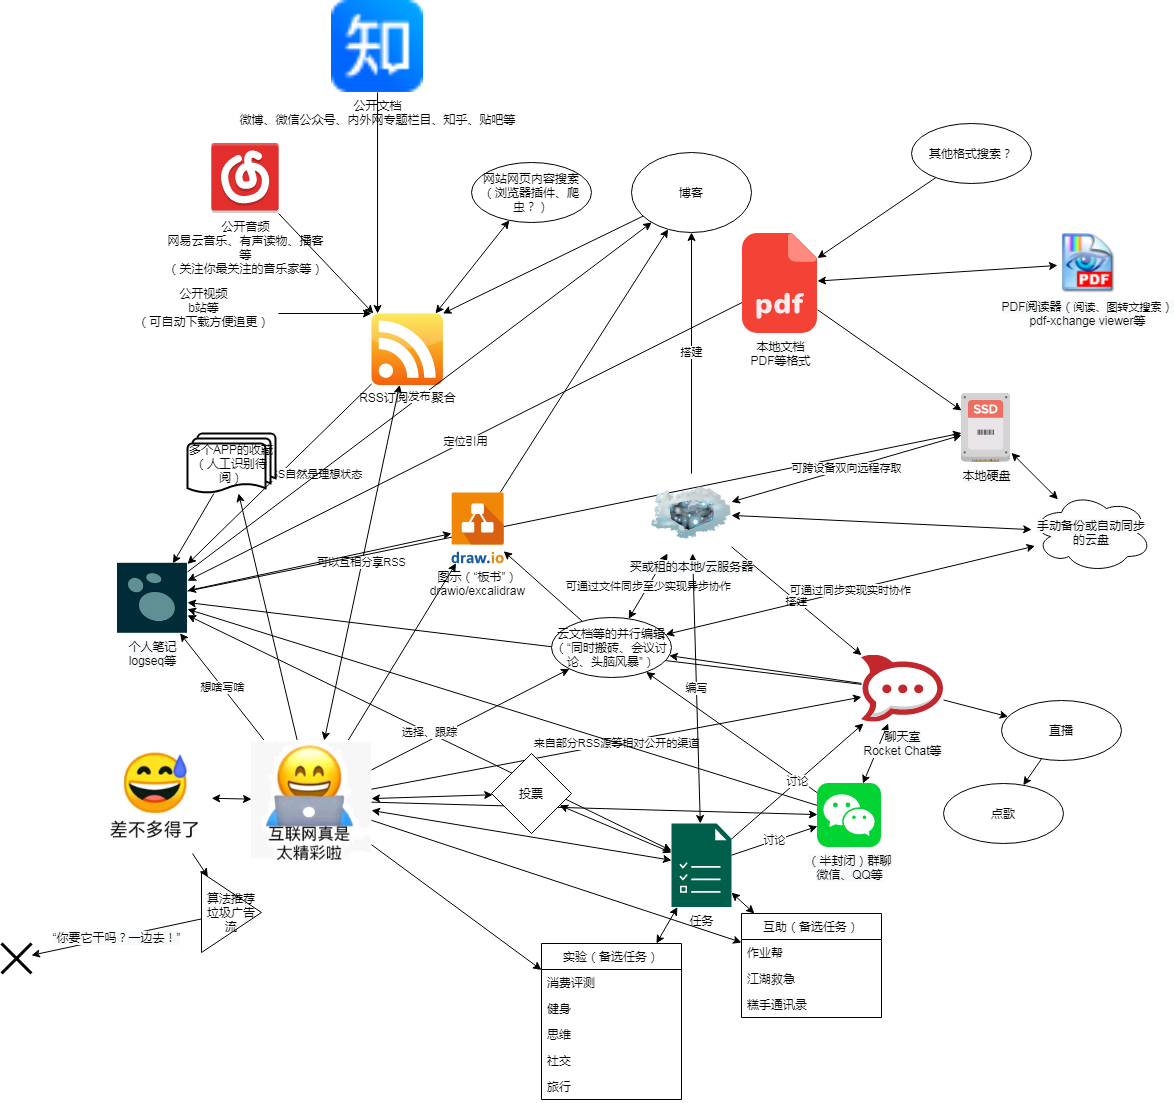 知
公开文档
微博、微信公众号、内外网专题栏目、知乎、贴吧等
其他格式搜索？
网站网页内容搜索
（浏览器插件、爬
虫？）
博客
公开音频
网易云音乐、有声读物、播客
等
（关注你最关注的音乐家等）
公开视频
b站等
（可自动下载方便追更）
pdf
本地文档
PDF等格式
PDF
PDF阅读器（阅读、图转文搜索）
pdf-xchange viewer等
搭建
RSS订阅发布聚合
SSD
本地硬盘
定位引用
多个APP的收藏
（人工识别待
阅）
S自然是理想状态
可跨设备双向远程存取
手动备份或自动同步
的云盘
draw.io
图示（“板书”）
drawio/excalidraw
可以互相分享RSS
买或租的本地/云服务器
可通过文件同步至少实现异步协作
可通过同步实现实时协作
搭建
个人笔记
logseq等
云文档等的并行编辑
（“同时搬砖、会议讨
论、头脑风暴”）
想啥写啥
编写
选择、跟踪
来自部分RSS源等相对公开的渠道
聊天室
Rocket Chat等
直播
点歌
讨论
投票
讨论
差不多得了
互联网真是
太精彩啦
（半封闭）群聊
微信、QQ等
算法推荐
垃圾广告
流
“你要它干吗？一边去！”
任务
实验（备选任务）
消费评测
健身
思维
社交
旅行
互助（备选任务）
作业帮
江湖救急
糕手通讯录